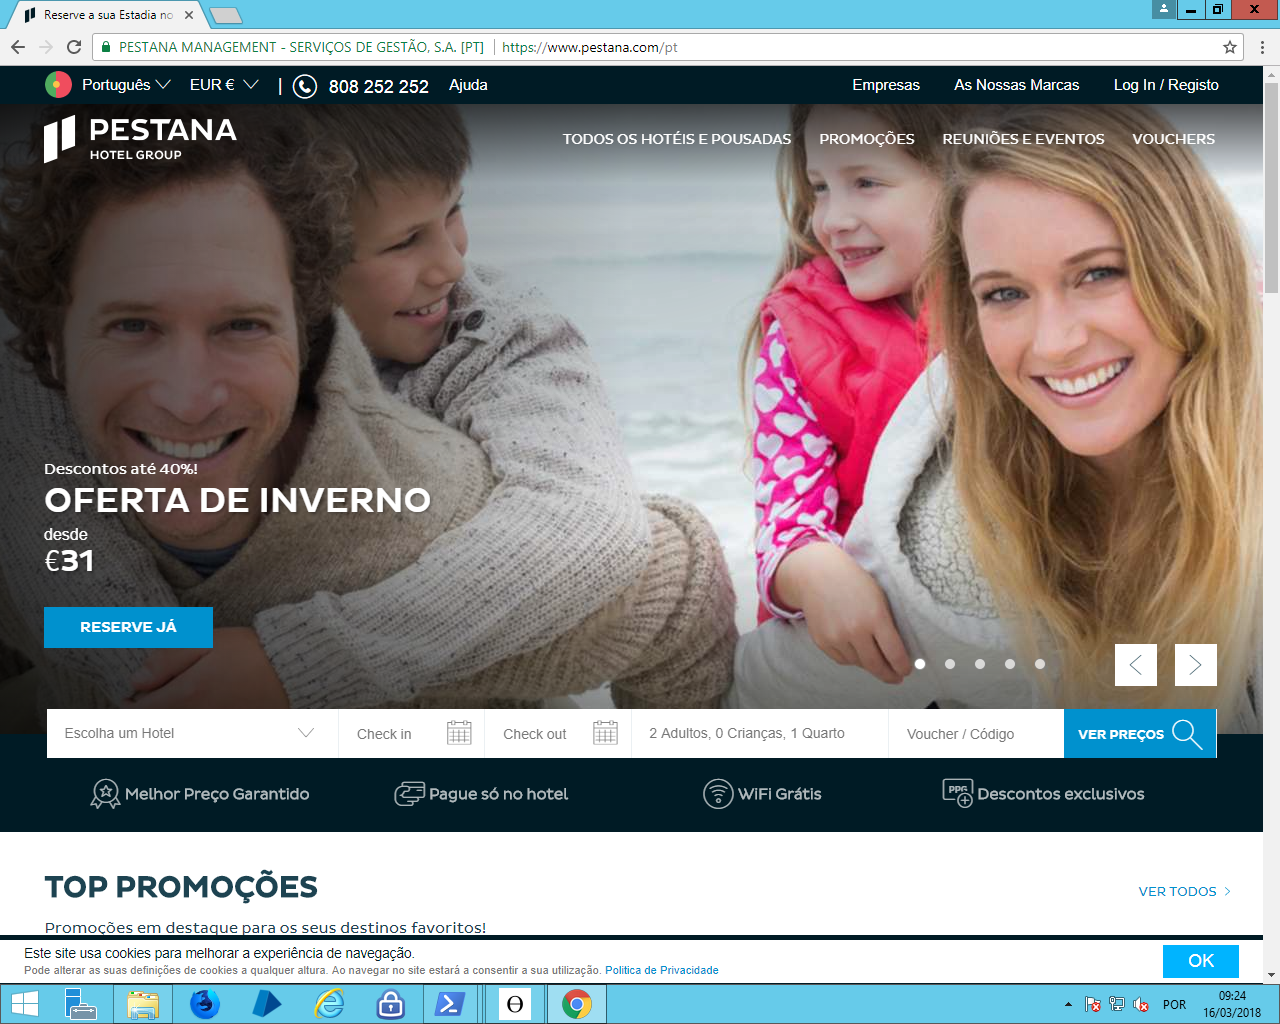 Reserve a sua Estadia no
PESTANA MANAGEMENT - SERVIÇOS DE GESTÃO, S.A. [PT]
https://www.pestana.com/pt
Português
EUR €
808 252 252
Ajuda
Empresas
As Nossas Marcas
Log In / Registo
PESTANA
HOTEL GROUP
TODOS OS HOTÉIS E POUSADAS
PROMOÇÕES
REUNIÕES E EVENTOS
VOUCHERS
Descontos até 40%!
OFERTA DE INVERNO
desde
€31
RESERVE JÁ
Escolha um Hotel
Check in
Check out
2 Adultos, 0 Crianças, 1 Quarto
Voucher / Código
VER PREÇOS
Melhor Preço Garantido
Pague só no hotel
WiFi Grátis
PPG
Descontos exclusivos
TOP PROMOÇÕES
VER TODOS
Promoções em destaque para os seus destinos favoritos!
Este site usa cookies para melhorar a experiência de navegação.
Pode alterar as suas definições de cookies a qualquer altura. Ao navegar no site estará a consentir a sua utilização. Politica de Privacidade
OK
POR
09:24
16/03/2018